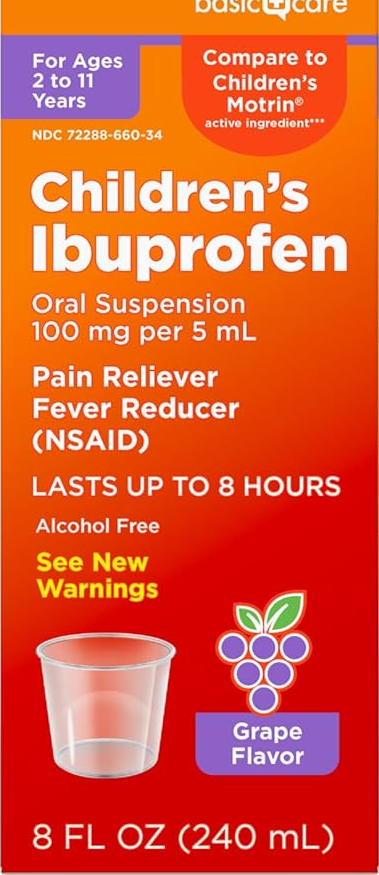 basic care
For Ages
2 to 11
Years
Compare to
Children's
Motrin®
active ingredient***
NDC 72288-660-34
Children's
Ibuprofen
Oral Suspension
100 mg per 5 mL
Pain Reliever
Fever Reducer
(NSAID)
LASTS UP TO 8 HOURS
Alcohol Free
See New
Warnings
Grape
Flavor
8 FL OZ (240 mL)